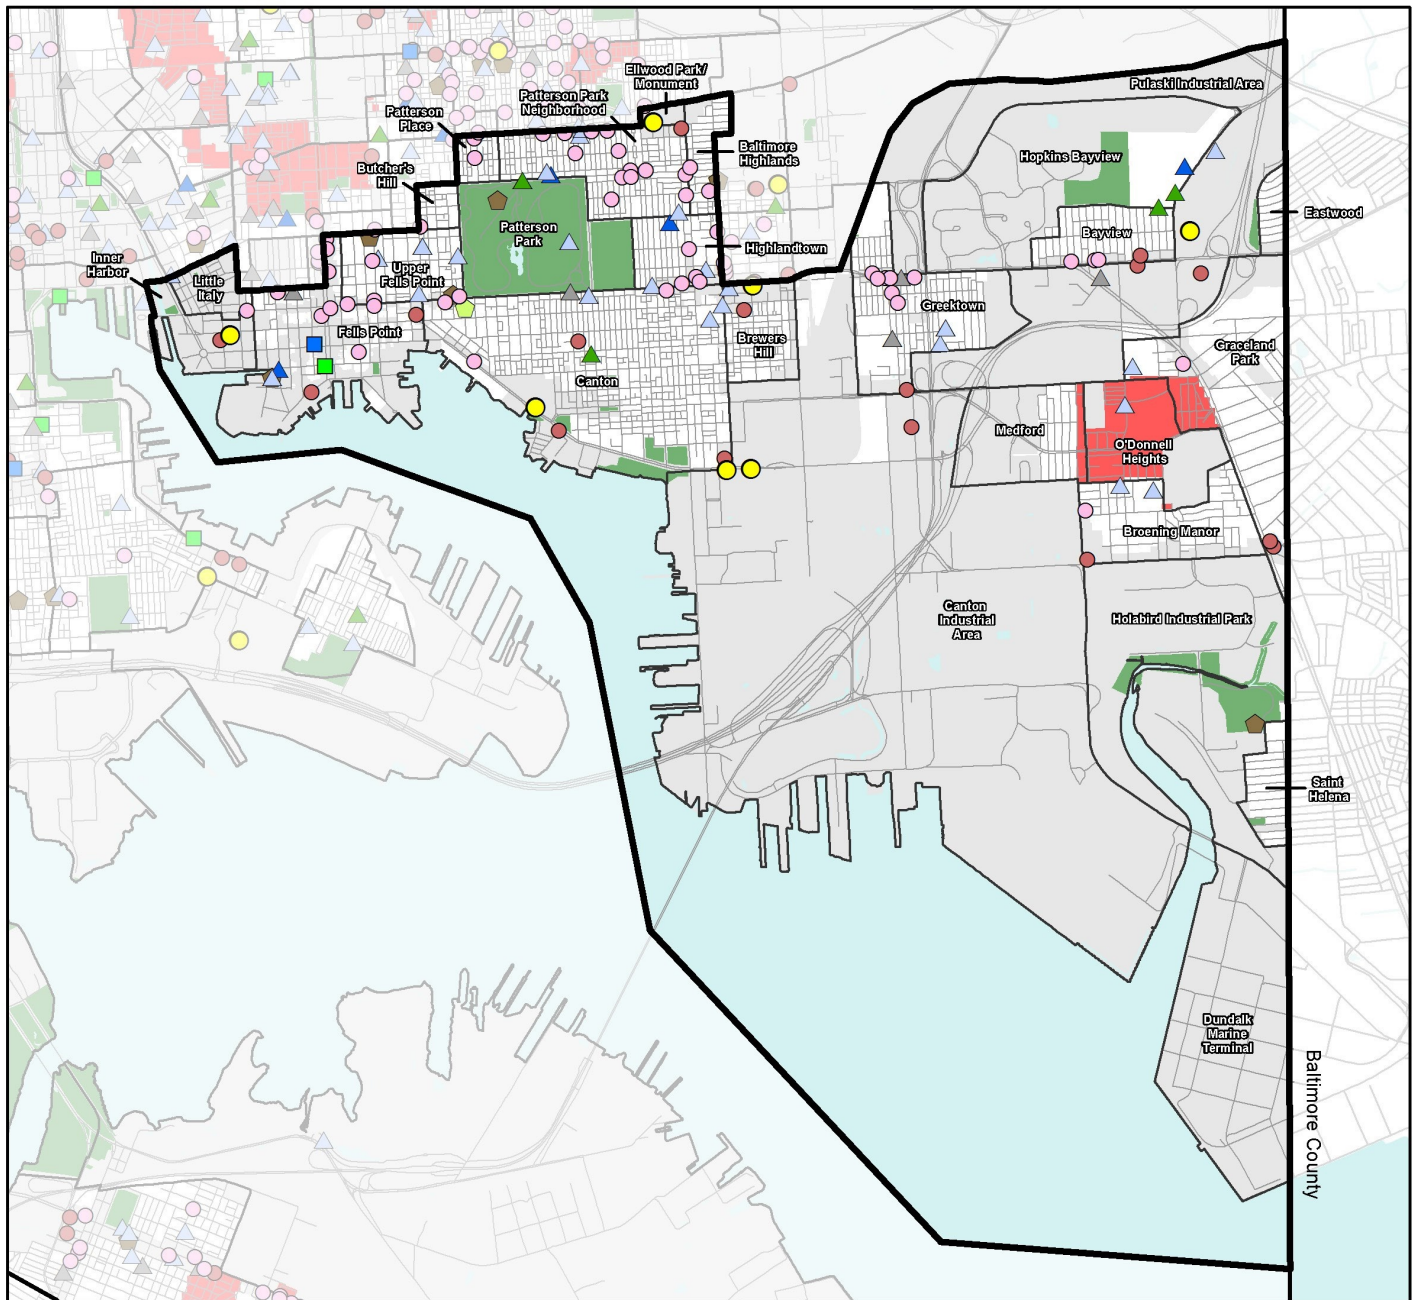 Ellwood Park/
Monument
Pulaski Industrial Area
Patterson Park
Neighborhood
Patterson
Place
Baltimore
Highlands
Hopkins Bayview
Butcher's
Hill
Eastwood
Patterson
Park
Bayview
Highlandtown
Inner
Harbor
Little
Italy
Upper
Fells Point
Greektown
Fells Point
Brewers
Hill
Graceland
Park
Canton
Medford
O'Donnell
Heights
Broening Manor
Canton
Industrial
Area
Holabird Industrial Park
Saint
Helena
Dundalk
Marine
Terminal
Baltimore County